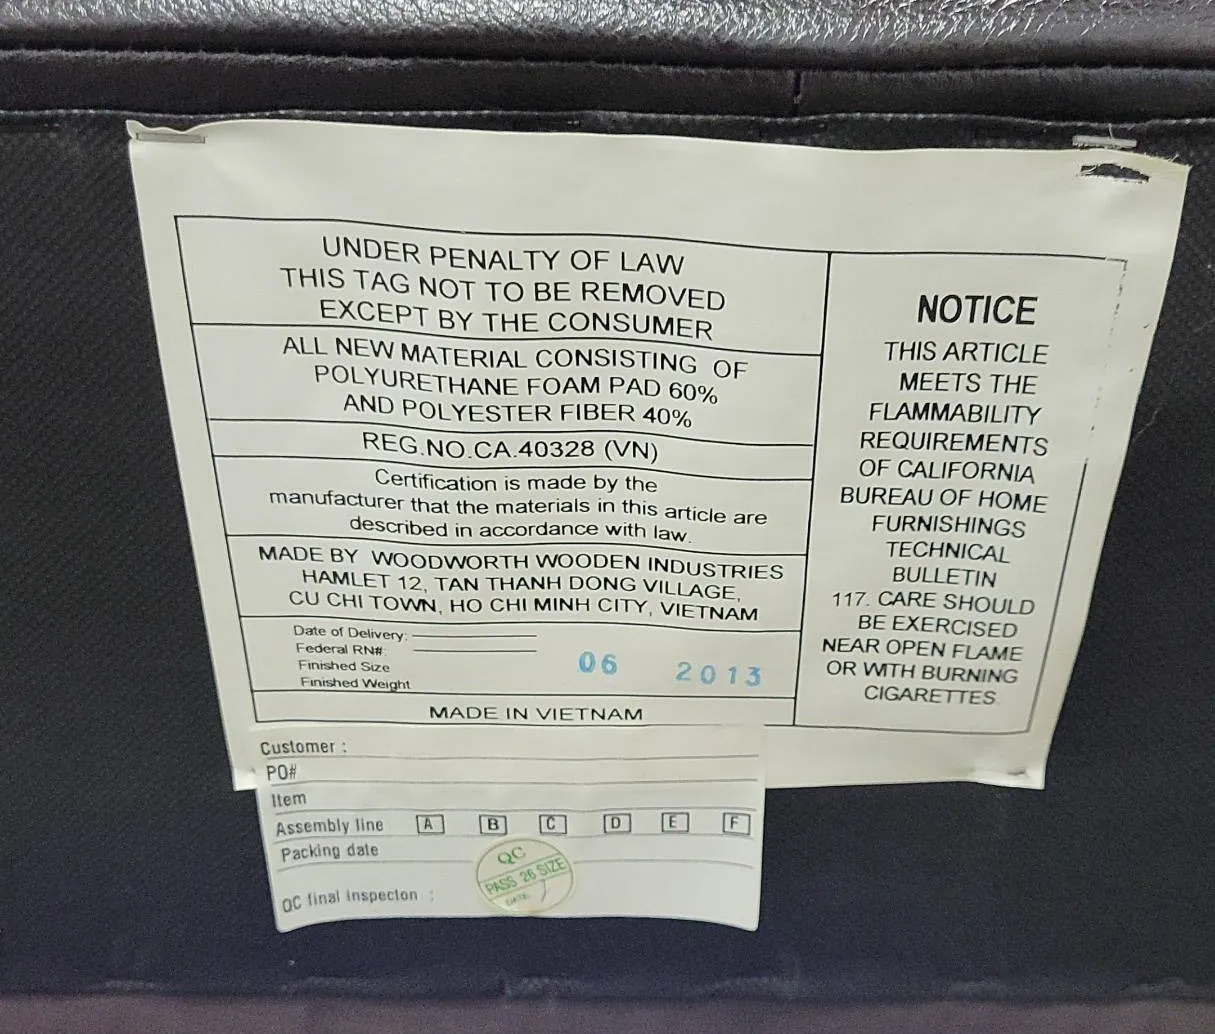 UNDER PENALTY OF LAW
THIS TAG NOT TO BE REMOVED
EXCEPT BY THE CONSUMER
ALL NEW MATERIAL CONSISTING OF
POLYURETHANE FOAM PAD 60%
AND POLYESTER FIBER 40%
REG.NO.CA.40328 (VN)
Certification is made by the
manufacturer that the materials in this article are
described in accordance with law.
MADE BY WOODWORTH WOODEN INDUSTRIES
HAMLET 12, TAN THANH DONG VILLAGE,
CU CHI TOWN, HO CHI MINH CITY, VIETNAM
Date of Delivery:
Federal RN#:
Finished Size
Finished Weight
06 2013
MADE IN VIETNAM
NOTICE
THIS ARTICLE
MEETS THE
FLAMMABILITY
REQUIREMENTS
OF CALIFORNIA
BUREAU OF HOME
FURNISHINGS
TECHNICAL
BULLETIN
117. CARE SHOULD
BE EXERCISED
NEAR OPEN FLAME
OR WITH BURNING
CIGARETTES
Customer :
PO#
Item
Assembly line A B C D E F
Packing date
QC final inspecton :
QC
PASS 26 SIZE
DATE